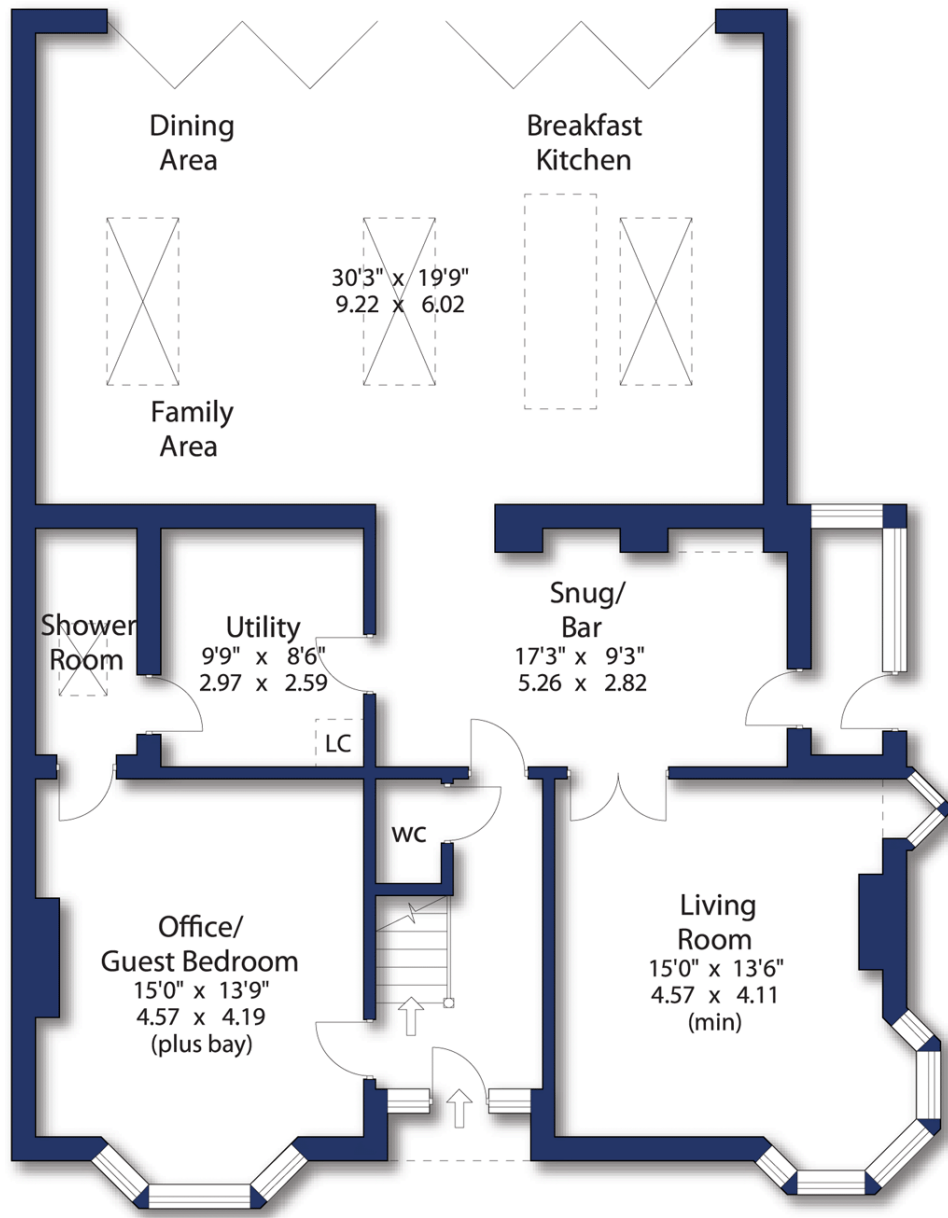 Dining
Area
Breakfast
Kitchen
30'3" x 19'9"
9.22 x 6.02
Family
Area
Shower
Room
Utility
9'9" x 8'6"
2.97 x 2.59
LC
Snug/
Bar
17'3" x 9'3"
5.26 x 2.82
WC
Office/
Guest Bedroom
15'0" x 13'9"
4.57 x 4.19
(plus bay)
Living
Room
15'0" x 13'6"
4.57 x 4.11
(min)